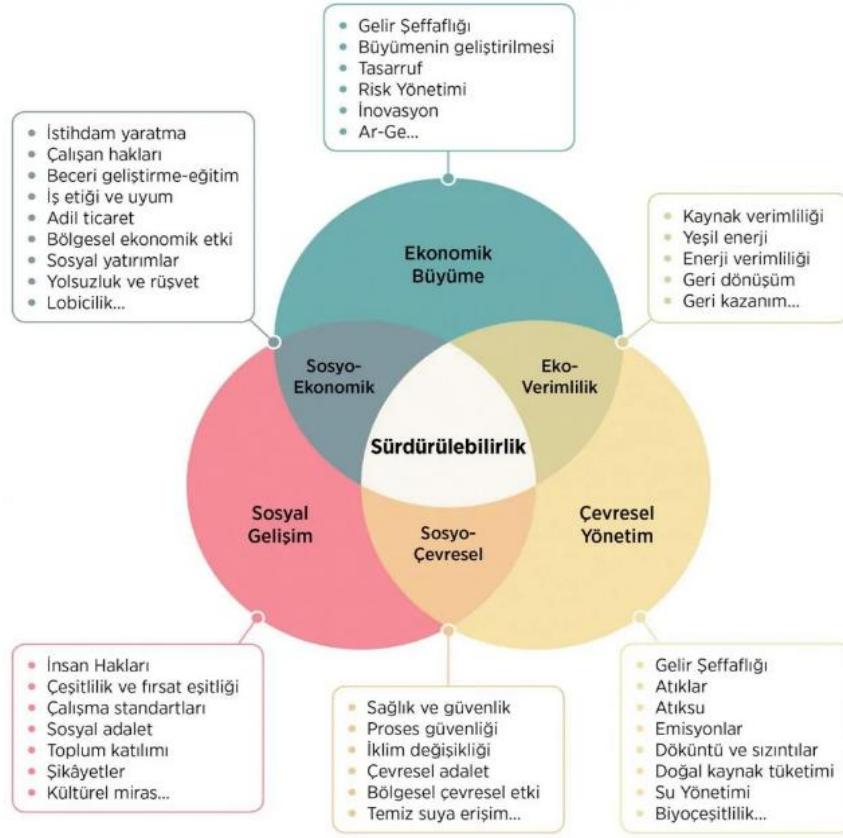 Gelir Şeffaflığı
Büyümenin geliştirilmesi
Tasarruf
Risk Yönetimi
İnovasyon
Ar-Ge...
İstihdam yaratma
Çalışan hakları
Beceri geliştirme-eğitim
İş etiği ve uyum
Adil ticaret
Bölgesel ekonomik etki
Sosyal yatırımlar
Yolsuzluk ve rüşvet
Lobicilik...
Kaynak verimliliği
Yeşil enerji
Enerji verimliliği
Geri dönüşüm
Geri kazanım...
Ekonomik
Büyüme
Sosyo-
Ekonomik
Eko-
Verimlilik
Sürdürülebilirlik
Sosyal
Gelişim
Sosyo-
Çevresel
Çevresel
Yönetim
İnsan Hakları
Çeşitlilik ve fırsat eşitliği
Çalışma standartları
Sosyal adalet
Toplum katılımı
Şikâyetler
Kültürel miras...
Sağlık ve güvenlik
Proses güvenliği
İklim değişikliği
Çevresel adalet
Bölgesel çevresel etki
Temiz suya erişim...
Gelir Şeffaflığı
Atıklar
Atıksu
Emisyonlar
Döküntü ve sızıntılar
Doğal kaynak tüketimi
Su Yönetimi
Biyoçeşitlilik...